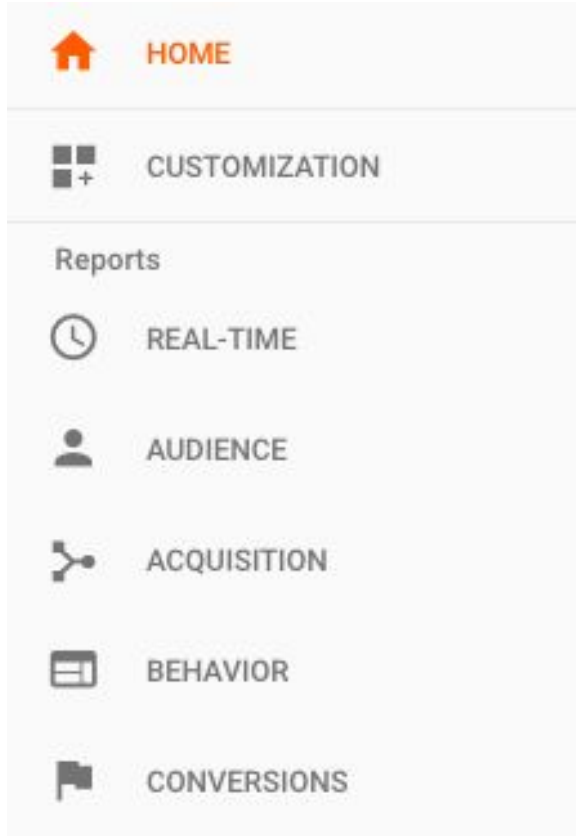 HOME
CUSTOMIZATION
Reports
REAL-TIME
AUDIENCE
ACQUISITION
BEHAVIOR
CONVERSIONS